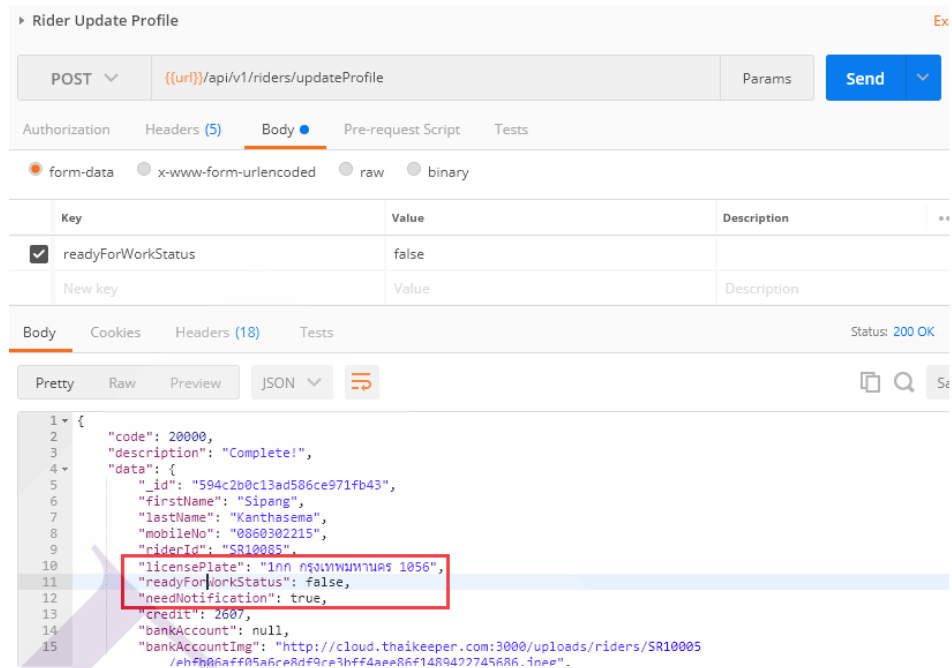 Rider Update Profile
Ex
POST {{url}}/api/v1/riders/updateProfile Params Send
Authorization Headers (5) Body Pre-request Script Tests
form-data x-www-form-urlencoded raw binary
Key Value Description
readyForWorkStatus false
New key Value Description
Body Cookies Headers (18) Tests Status: 200 OK
Pretty Raw Preview JSON Sa
1 {
2 "code": 20000,
3 "description": "Complete!",
4 "data": {
5 "_id": "594c2b0c13ad586ce971fb43",
6 "firstName": "Sipang",
7 "lastName": "Kanthasema",
8 "mobileNo": "0860302215",
9 "riderId": "SR10085",
10 "licensePlate": "1กก กรุงเทพมหานคร 1056",
11 "readyForWorkStatus": false,
12 "needNotification": true,
13 "credit": 2607,
14 "bankAccount": null,
15 "bankAccountImg": "http://cloud.thaikeeper.com:3000/uploads/riders/SR10005
/ebfb06aff05a6ce8df9ce3bff4aee86f1489422745686.jpeg",